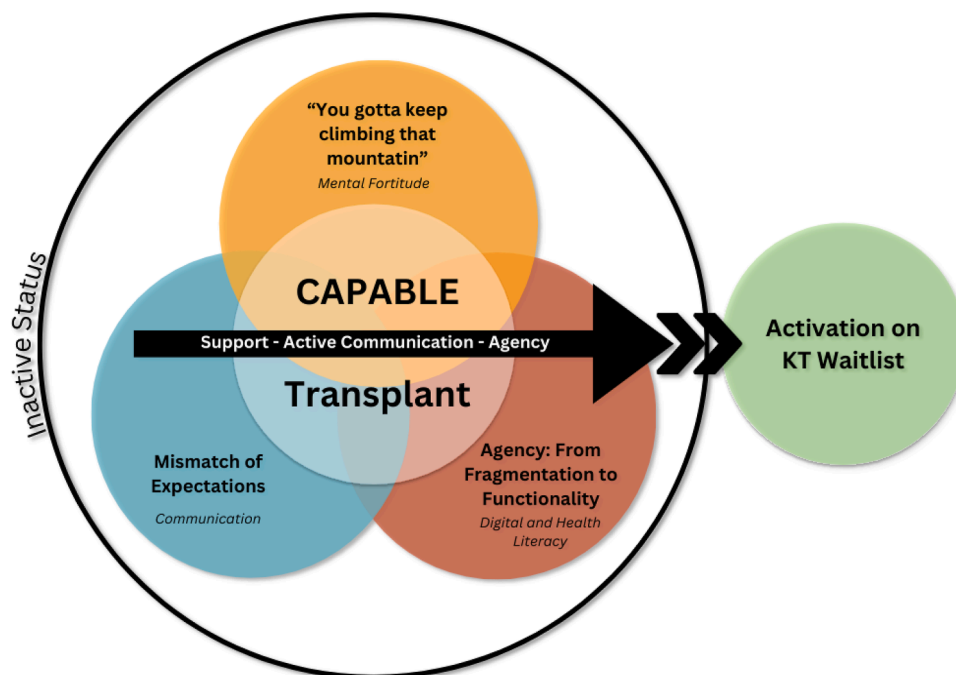 Inactive Status
“You gotta keep
climbing that
mountatin”
Mental Fortitude
CAPABLE
Support - Active Communication - Agency
Transplant
Mismatch of
Expectations
Communication
Agency: From
Fragmentation to
Functionality
Digital and Health
Literacy
Activation on
KT Waitlist